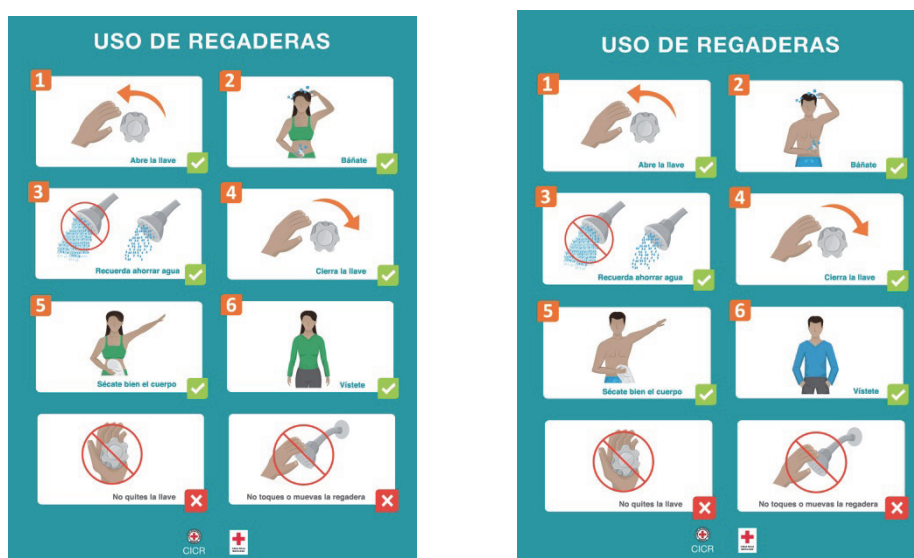 USO DE REGADERAS
1
Abre la llave
2
Báñate
3
Recuerda ahorrar agua
4
Cierra la llave
5
Sécate bien el cuerpo
6
Vístete
No quites la llave
No toques o muevas la regadera
CICR
USO DE REGADERAS
1
Abre la llave
2
Báñate
3
Recuerda ahorrar agua
4
Cierra la llave
5
Sécate bien el cuerpo
6
Vístete
No quites la llave
No toques o muevas la regadera
CICR